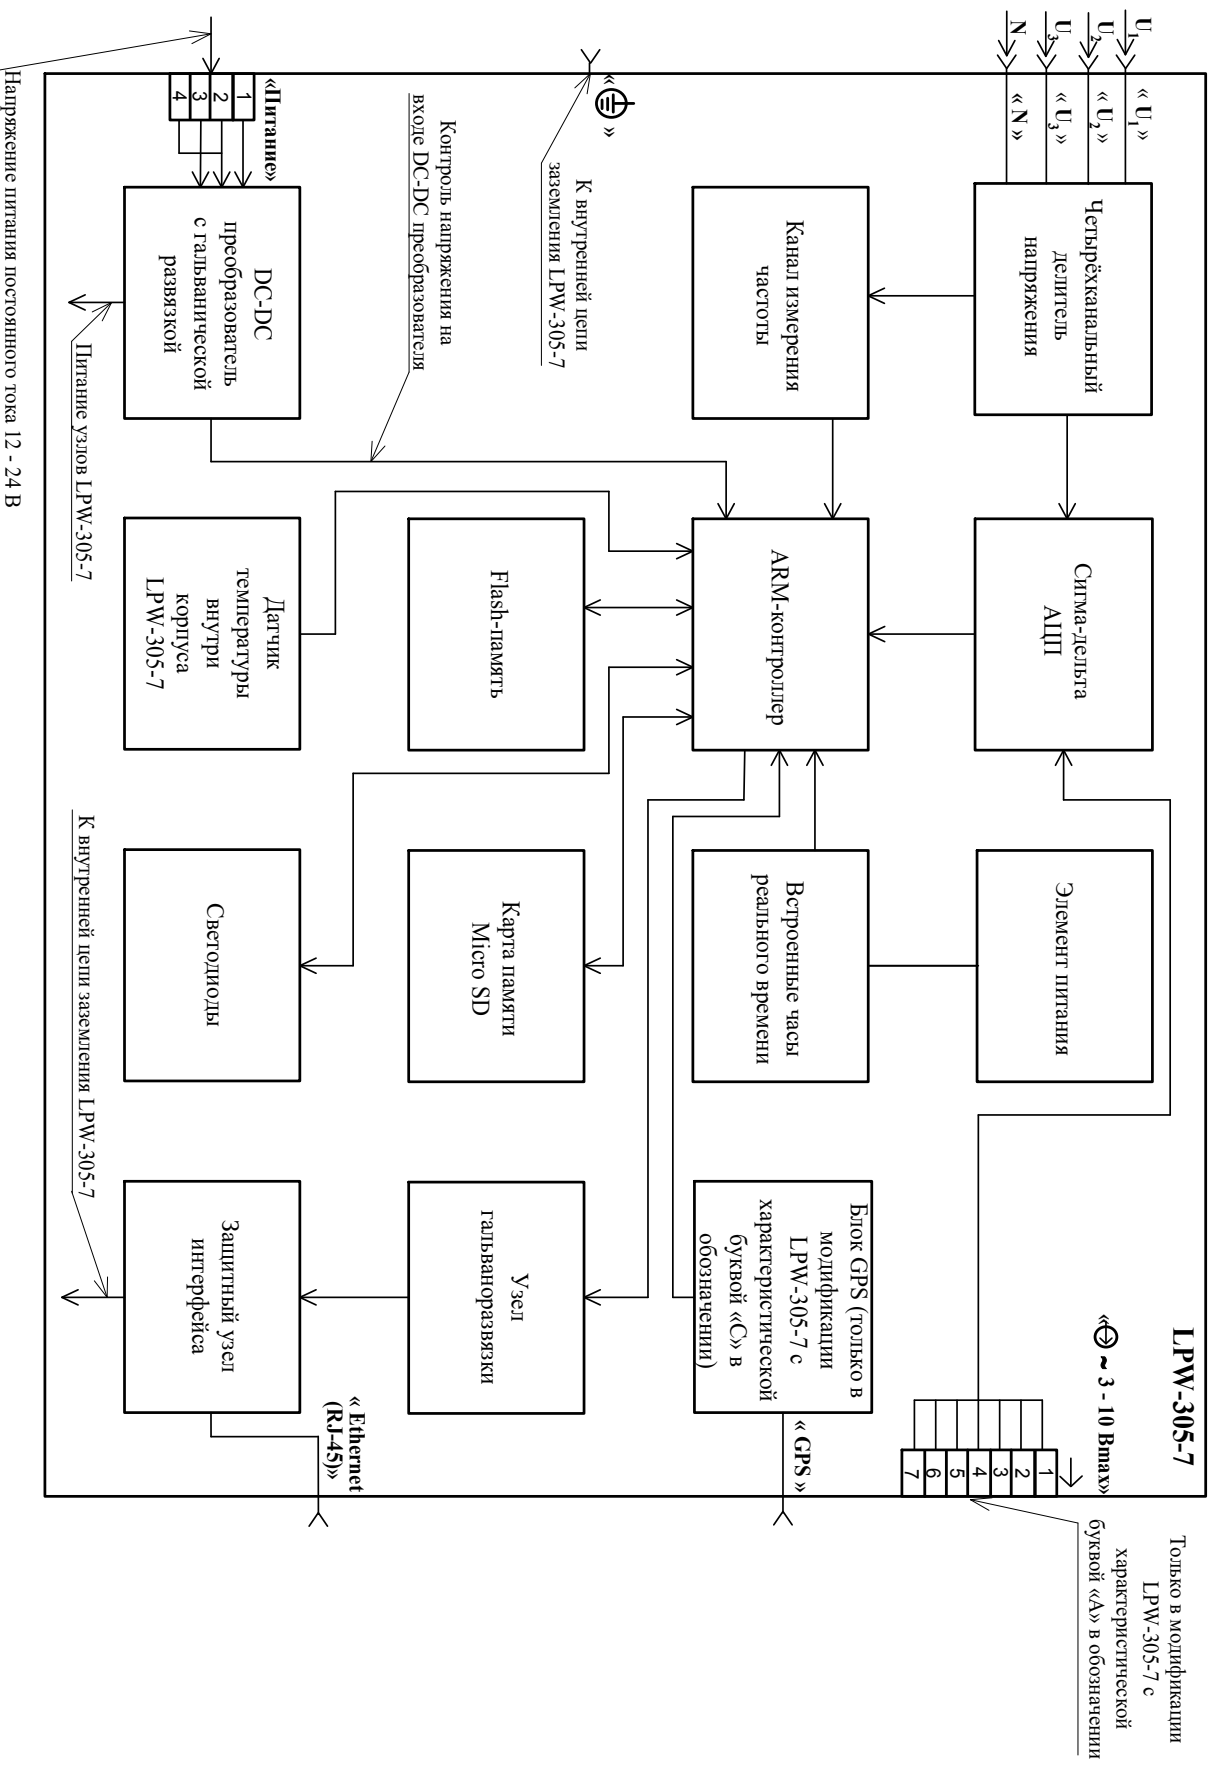 LPW-305-7
U1
U2
U3
N
« U1 »
« U2 »
« U3 »
« N »
Четырёхканальный
делитель
напряжения
Сигма-дельта
АЦП
Элемент питания
«
~ 3 - 10 Вmax»
1
2
3
4
5
6
7
Только в модификации
LPW-305-7 с
характеристической
буквой «А» в обозначении
Канал измерения
частоты
ARM-контроллер
Встроенные часы
реального времени
Блок GPS (только в
модификации
LPW-305-7 с
характеристической
буквой «С» в
обозначении)
« GPS »
«
»
К внутренней цепи
заземления LPW-305-7
Контроль напряжения на
входе DC-DC преобразователя
Flash-память
Карта памяти
Micro SD
Узел
гальваноразвязки
«Питание»
1
2
3
4
DC-DC
преобразователь
с гальванической
развязкой
Датчик
температуры
внутри
корпуса
LPW-305-7
Светодиоды
Защитный узел
интерфейса
« Ethernet
(RJ-45)»
Питание узлов LPW-305-7
К внутренней цепи заземления LPW-305-7
Напряжение питания постоянного тока 12 - 24 В